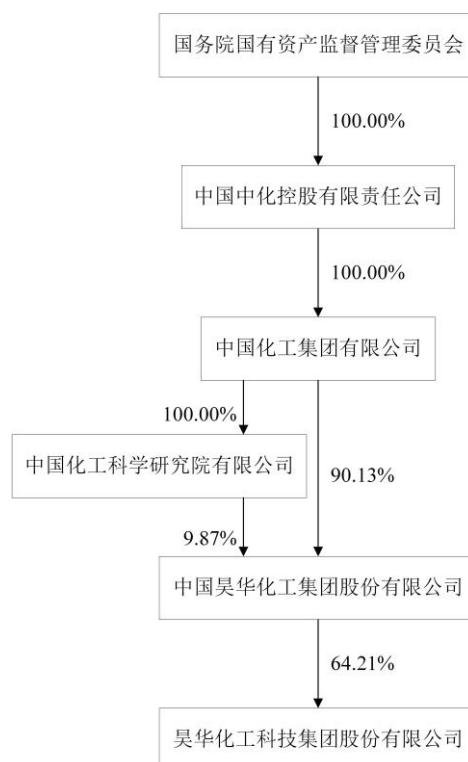 国务院国有资产监督管理委员会
100.00%
中国中化控股有限责任公司
100.00%
中国化工集团有限公司
100.00%
中国化工科学研究院有限公司
90.13%
9.87%
中国昊华化工集团股份有限公司
64.21%
昊华化工科技集团股份有限公司